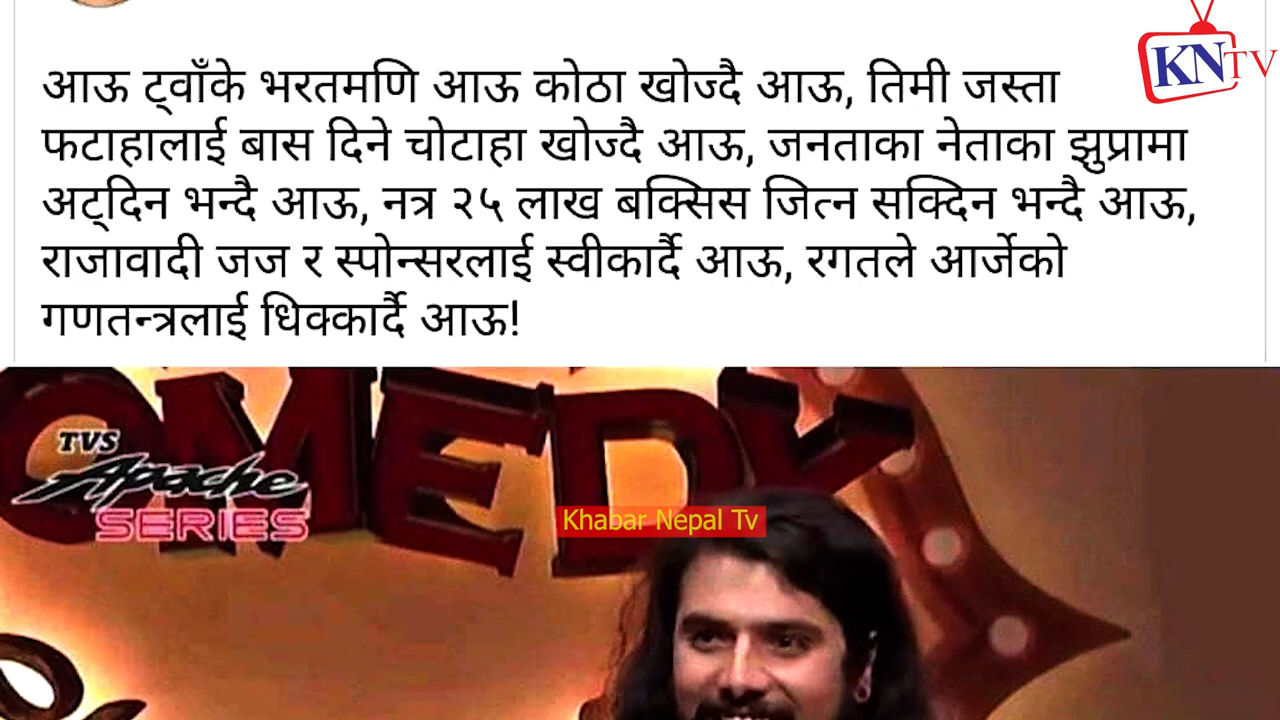 KNTV
आऊ ट्वाँके भरतमणि आऊ कोठा खोज्दै आऊ, तिमी जस्ता
फटाहालाई बास दिने चोटाहा खोज्दै आऊ, जनताका नेताका झुप्रामा
अट्दिन भन्दै आऊ, नत्र २५ लाख बक्सिस जित्न सक्दिन भन्दै आऊ,
राजावादी जज र स्पोन्सरलाई स्वीकार्दै आऊ, रगतले आर्जेको
गणतन्त्रलाई धिक्कार्दै आऊ!
COMEDY
TVS
Apache
SERIES
Khabar Nepal Tv